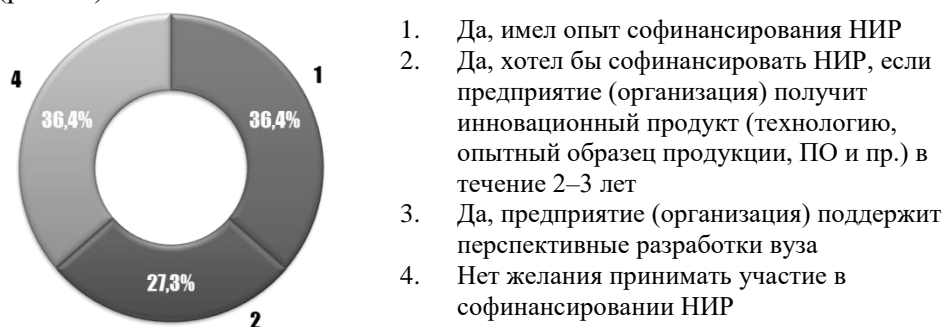 1. Да, имел опыт софинансирования НИР
2. Да, хотел бы софинансировать НИР, если
предприятие (организация) получит
инновационный продукт (технологию,
опытный образец продукции, ПО и пр.) в
течение 2–3 лет
3. Да, предприятие (организация) поддержит
перспективные разработки вуза
4. Нет желания принимать участие в
софинансировании НИР
4
1
36,4%
36,4%
27,3%
2